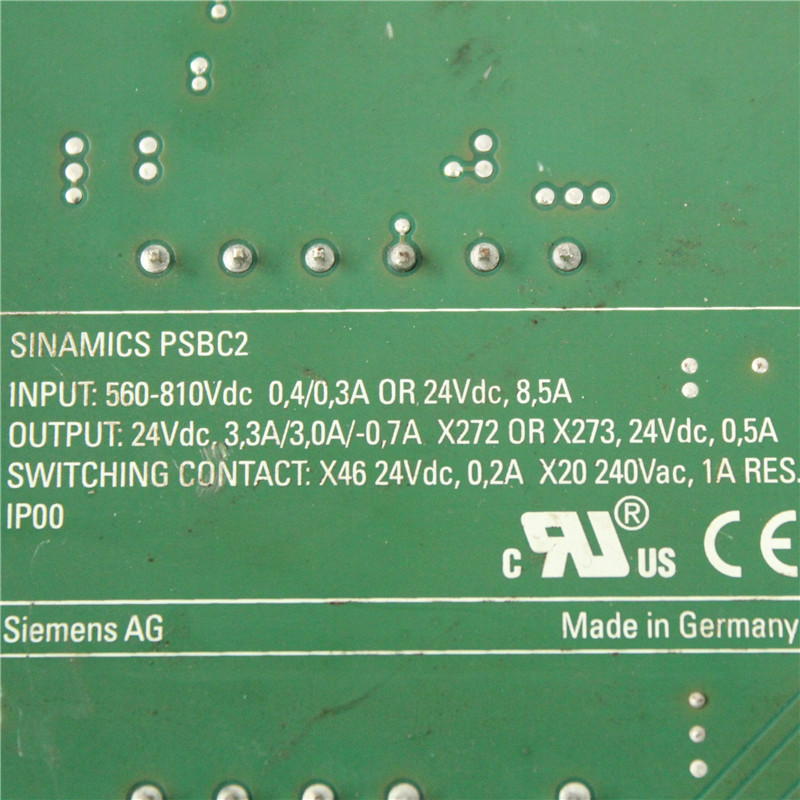 SINAMICS PSBC2
INPUT: 560-810Vdc 0,4/0,3A OR 24Vdc, 8,5A
OUTPUT: 24Vdc, 3,3A/3,0A/-0,7A X272 OR X273, 24Vdc, 0,5A
SWITCHING CONTACT: X46 24Vdc, 0,2A X20 240Vac, 1A RES.
IP00
C RU® US CE
Siemens AG Made in Germany